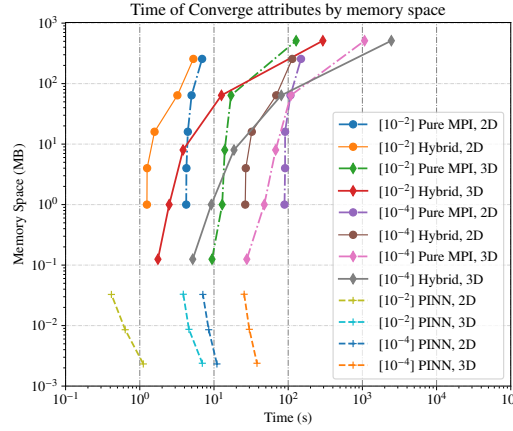 Time of Converge attributes by memory space
Memory Space (MB)
10³
10²
10¹
10⁰
10⁻¹
10⁻²
10⁻³
[10⁻²] Pure MPI, 2D
[10⁻²] Hybrid, 2D
[10⁻²] Pure MPI, 3D
[10⁻²] Hybrid, 3D
[10⁻⁴] Pure MPI, 2D
[10⁻⁴] Hybrid, 2D
[10⁻⁴] Pure MPI, 3D
[10⁻⁴] Hybrid, 3D
[10⁻²] PINN, 2D
[10⁻²] PINN, 3D
[10⁻⁴] PINN, 2D
[10⁻⁴] PINN, 3D
10⁻¹ 10⁰ 10¹ 10² 10³ 10⁴ 10⁵
Time (s)